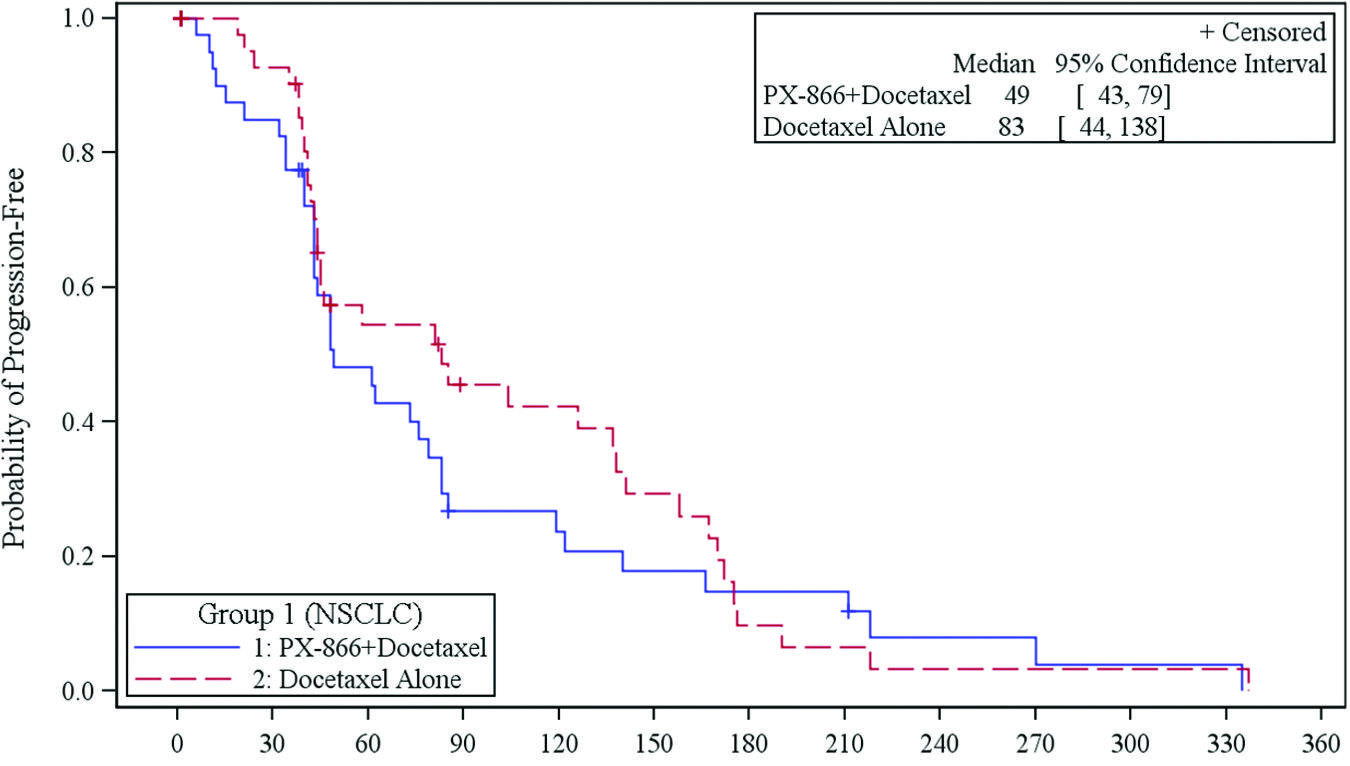 1.0
0.8
0.6
0.4
0.2
0.0
Probability of Progression-Free
+ Censored
Median 95% Confidence Interval
PX-866+Docetaxel 49 [ 43, 79]
Docetaxel Alone 83 [ 44, 138]
Group 1 (NSCLC)
1: PX-866+Docetaxel
2: Docetaxel Alone
0 30 60 90 120 150 180 210 240 270 300 330 360